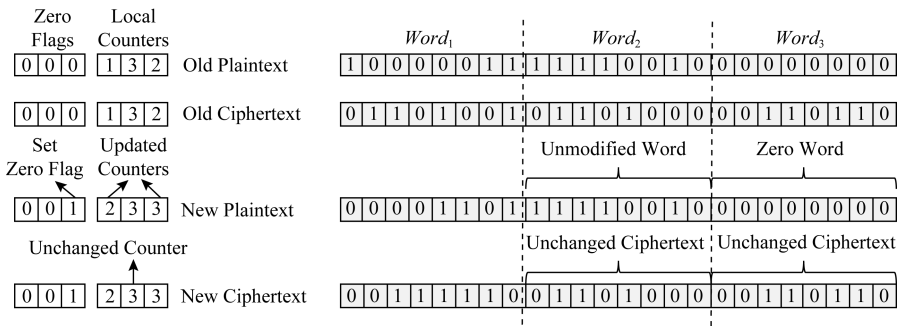 Zero Flags Local Counters Word1 Word2 Word3
0 0 0 1 3 2 Old Plaintext 1 0 0 0 0 0 1 1 1 1 1 1 0 0 1 0 0 0 0 0 0 0 0 0
0 0 0 1 3 2 Old Ciphertext 0 1 1 0 1 0 0 1 0 1 1 0 1 0 0 0 0 0 1 1 0 1 1 0
Set Zero Flag Updated Counters Unmodified Word Zero Word
0 0 1 2 3 3 New Plaintext 0 0 0 0 1 1 0 1 1 1 1 1 0 0 1 0 0 0 0 0 0 0 0 0
Unchanged Counter Unchanged Ciphertext Unchanged Ciphertext
0 0 1 2 3 3 New Ciphertext 0 0 1 1 1 1 1 0 0 1 1 0 1 0 0 0 0 0 1 1 0 1 1 0